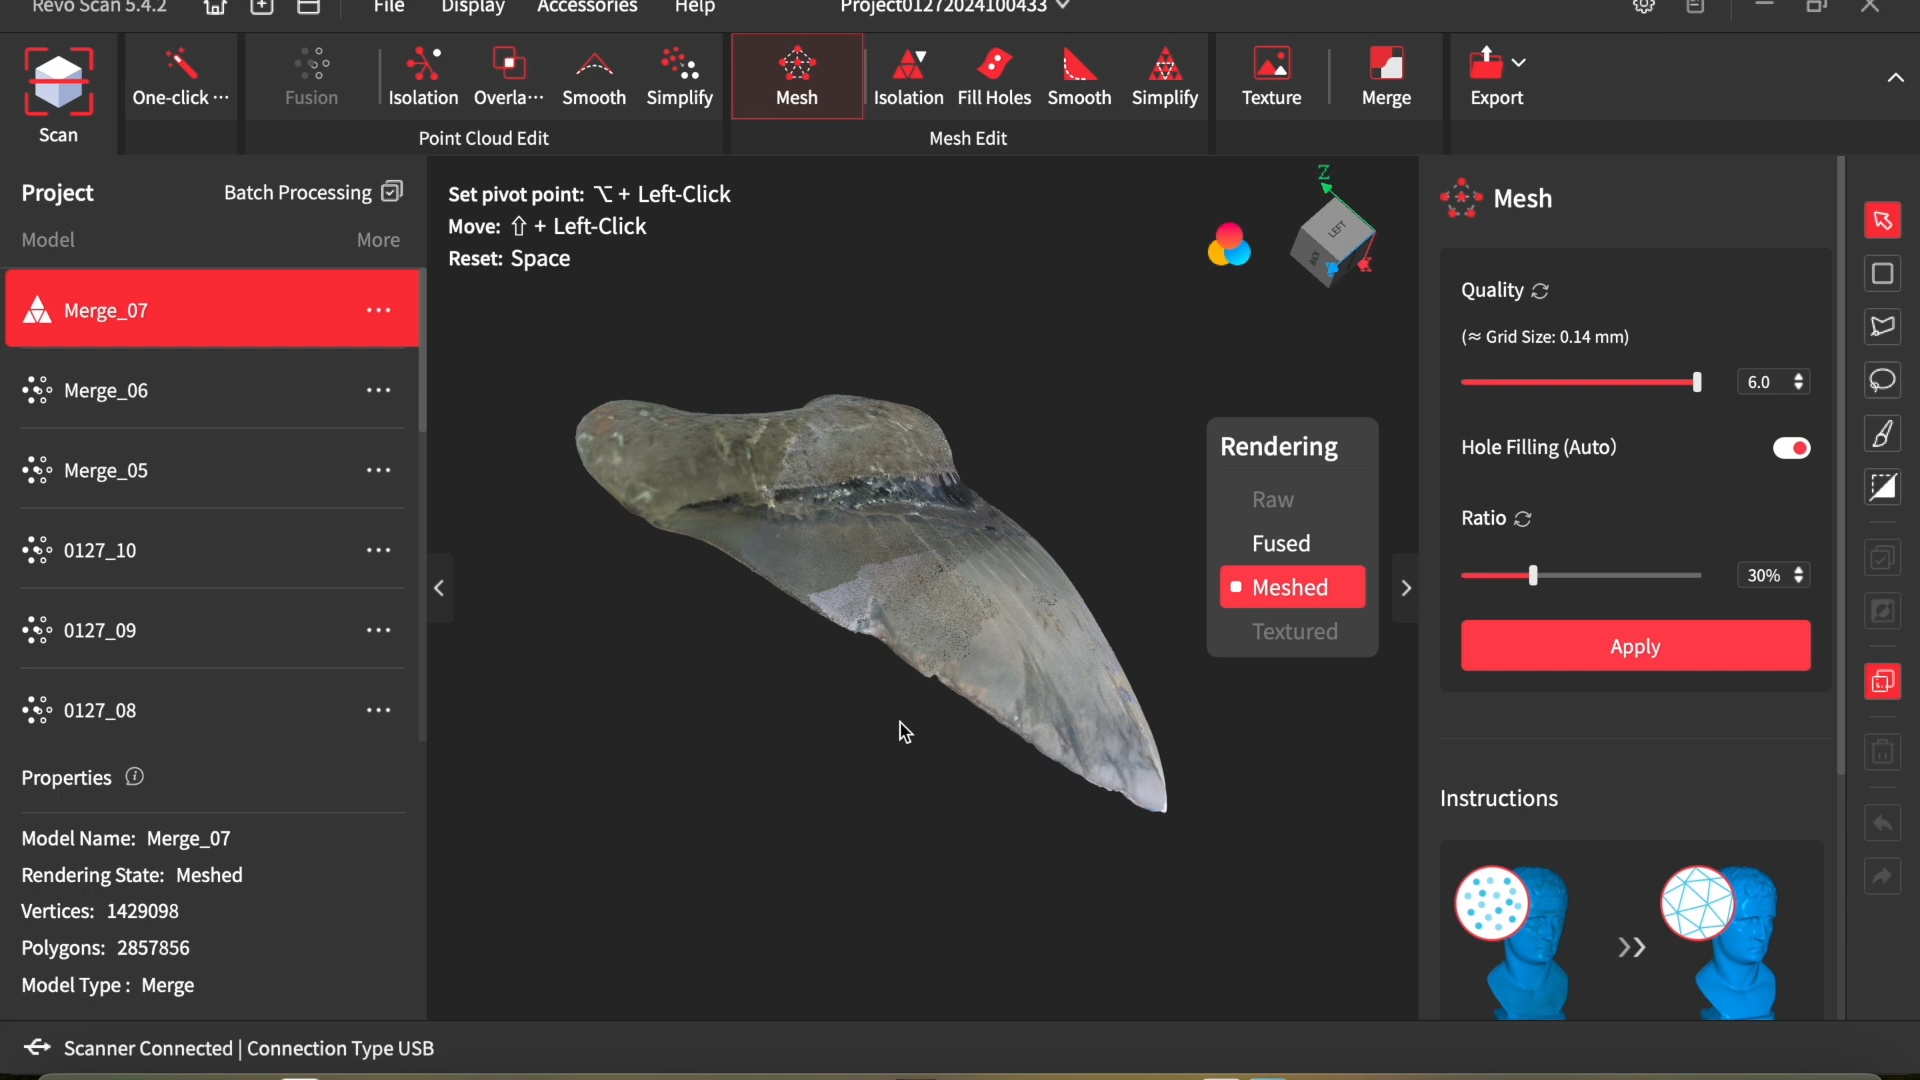 Revo Scan 5.4.2
File
Display
Accessories
Help
Project01272024100433
Scan
One-click ···
Fusion
Isolation
Overla···
Smooth
Simplify
Point Cloud Edit
Mesh
Isolation
Fill Holes
Smooth
Simplify
Mesh Edit
Texture
Merge
Export
Project
Batch Processing
Model
More
Merge_07
Merge_06
Merge_05
0127_10
0127_09
0127_08
Properties
Model Name: Merge_07
Rendering State: Meshed
Vertices: 1429098
Polygons: 2857856
Model Type : Merge
Set pivot point: ⌥ + Left-Click
Move: ⇧ + Left-Click
Reset: Space
Z
LEFT
BACK
X
Rendering
Raw
Fused
Meshed
Textured
Mesh
Quality
(≈ Grid Size: 0.14 mm)
6.0
Hole Filling (Auto)
Ratio
30%
Apply
Instructions
Scanner Connected | Connection Type USB